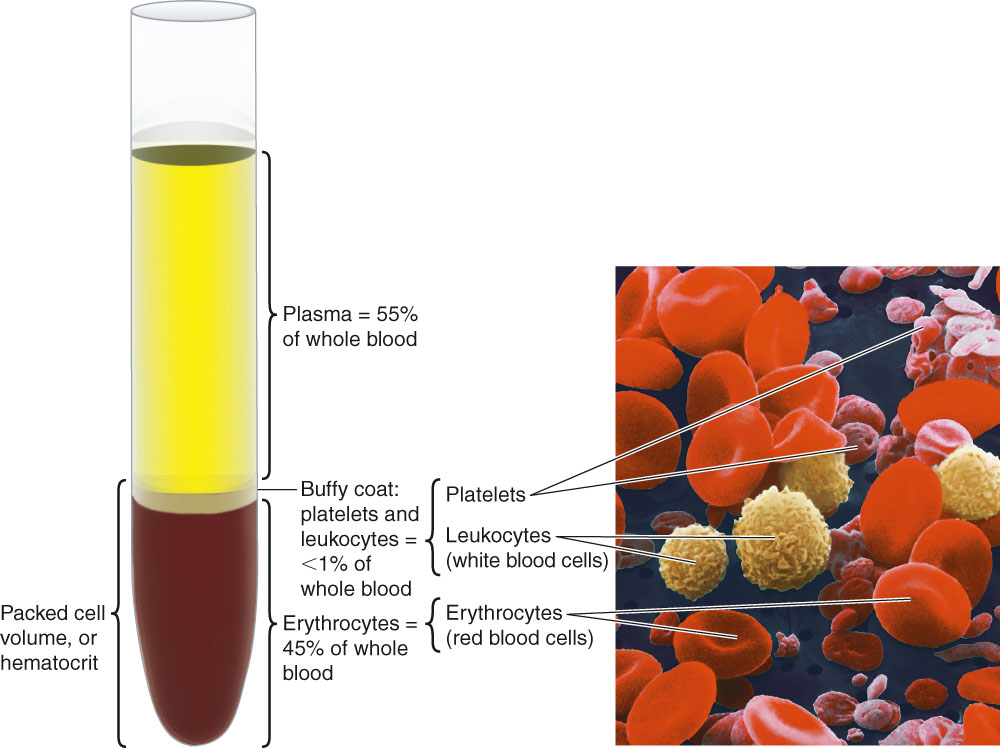 Plasma = 55%
of whole blood
Buffy coat:
platelets and
leukocytes =
<1% of
whole blood
Platelets
Leukocytes
(white blood cells)
Packed cell
volume, or
hematocrit
Erythrocytes =
45% of whole
blood
Erythrocytes
(red blood cells)